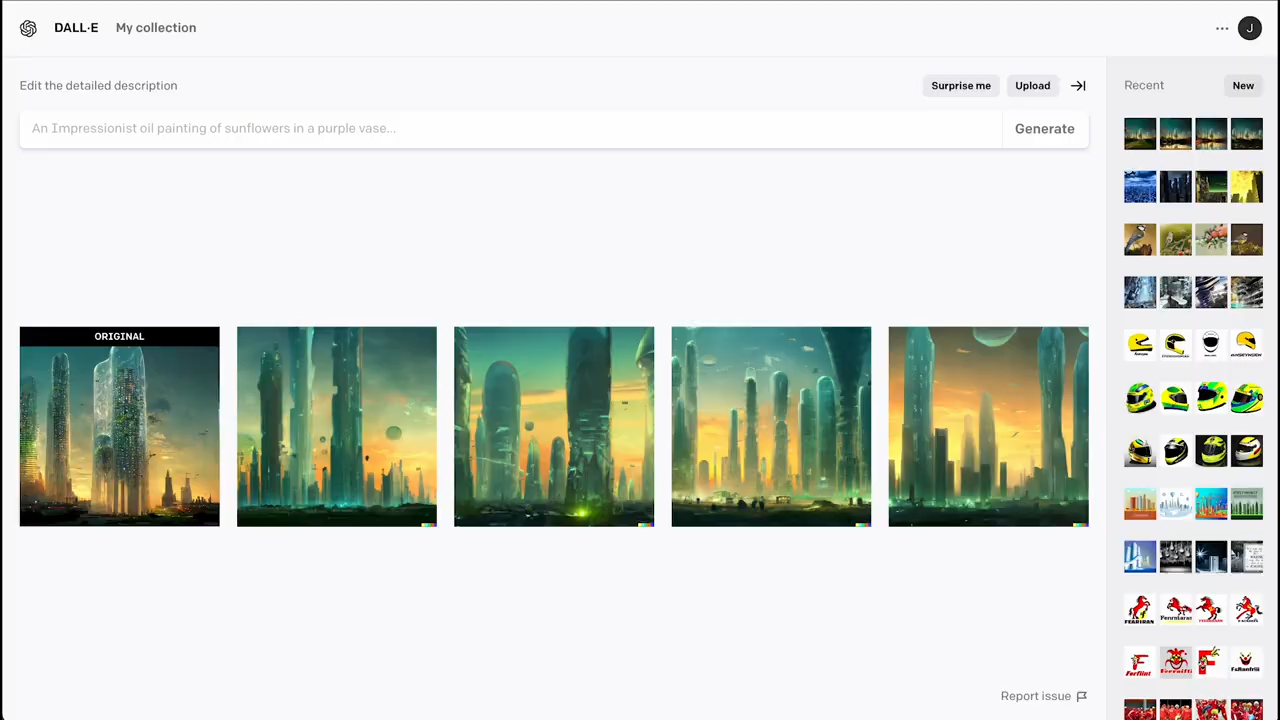 DALL·E My collection ··· J
Edit the detailed description
Surprise me Upload
An Impressionist oil painting of sunflowers in a purple vase...
Generate
Recent New
ORIGINAL
Report issue